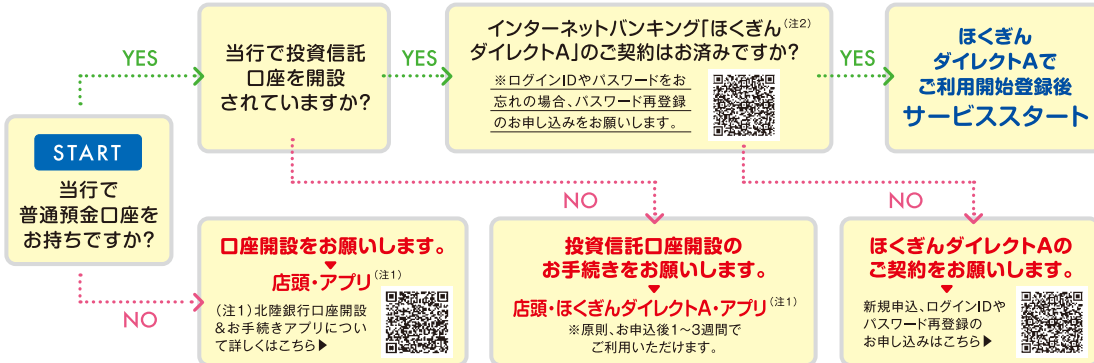 START
当行で
普通預金口座を
お持ちですか?
YES
当行で投資信託
口座を開設
されていますか?
YES
インターネットバンキング「ほくぎん(注2)
ダイレクトA」のご契約はお済みですか?
※ログインIDやパスワードをお
忘れの場合、パスワード再登録
のお申し込みをお願いします。
YES
ほくぎん
ダイレクトAで
ご利用開始登録後
サービススタート
NO
口座開設をお願いします。
店頭・アプリ(注1)
(注1)北陸銀行口座開設
&お手続きアプリについ
て詳しくはこちら▶
NO
投資信託口座開設の
お手続きをお願いします。
店頭・ほくぎんダイレクトA・アプリ(注1)
※原則、お申込後1~3週間で
ご利用いただけます。
NO
ほくぎんダイレクトAの
ご契約をお願いします。
新規申込、ログインIDや
パスワード再登録の
お申し込みはこちら▶